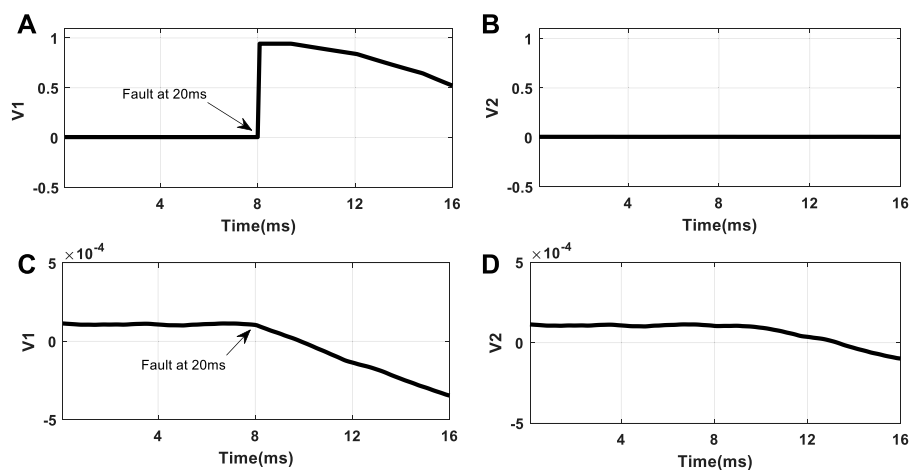 A
1
0.5
0
-0.5
V1
Fault at 20ms
4
8
12
16
Time(ms)
B
1
0.5
0
-0.5
V2
4
8
12
16
Time(ms)
C
×10⁻⁴
5
0
-5
V1
Fault at 20ms
4
8
12
16
Time(ms)
D
×10⁻⁴
5
0
-5
V2
4
8
12
16
Time(ms)